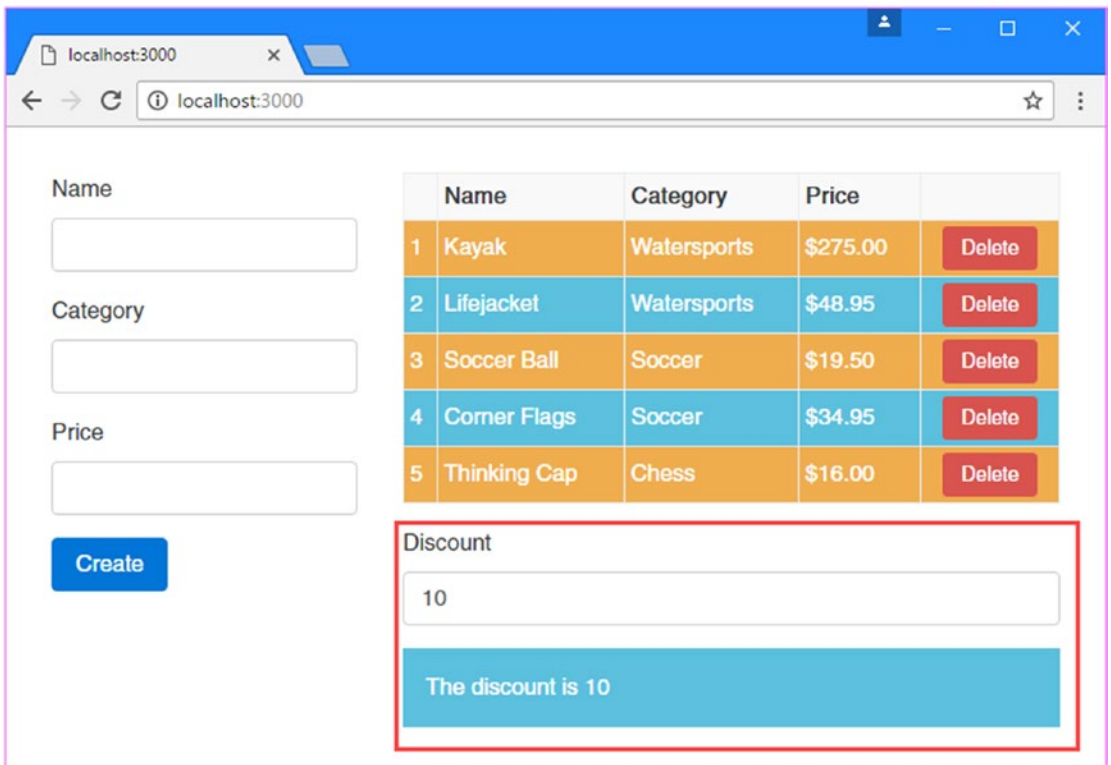 localhost:3000
localhost:3000
Name
Category
Price
Create
Name Category Price
1 Kayak Watersports $275.00 Delete
2 Lifejacket Watersports $48.95 Delete
3 Soccer Ball Soccer $19.50 Delete
4 Corner Flags Soccer $34.95 Delete
5 Thinking Cap Chess $16.00 Delete
Discount
10
The discount is 10